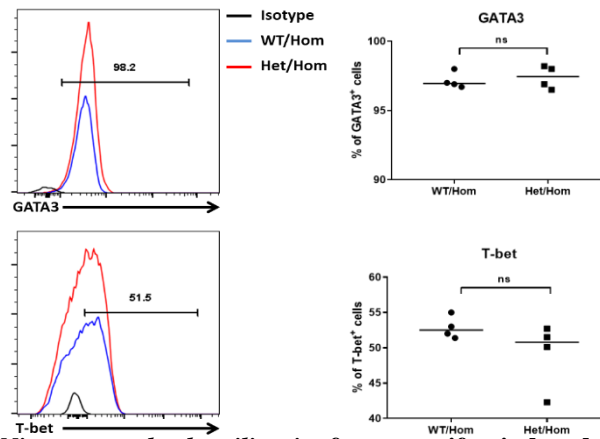 Isotype
WT/Hom
Het/Hom
98.2
GATA3
GATA3
ns
100
95
90
% of GATA3+ cells
WT/Hom Het/Hom
51.5
T-bet
T-bet
ns
60
55
50
45
40
% of T-bet+ cells
WT/Hom Het/Hom